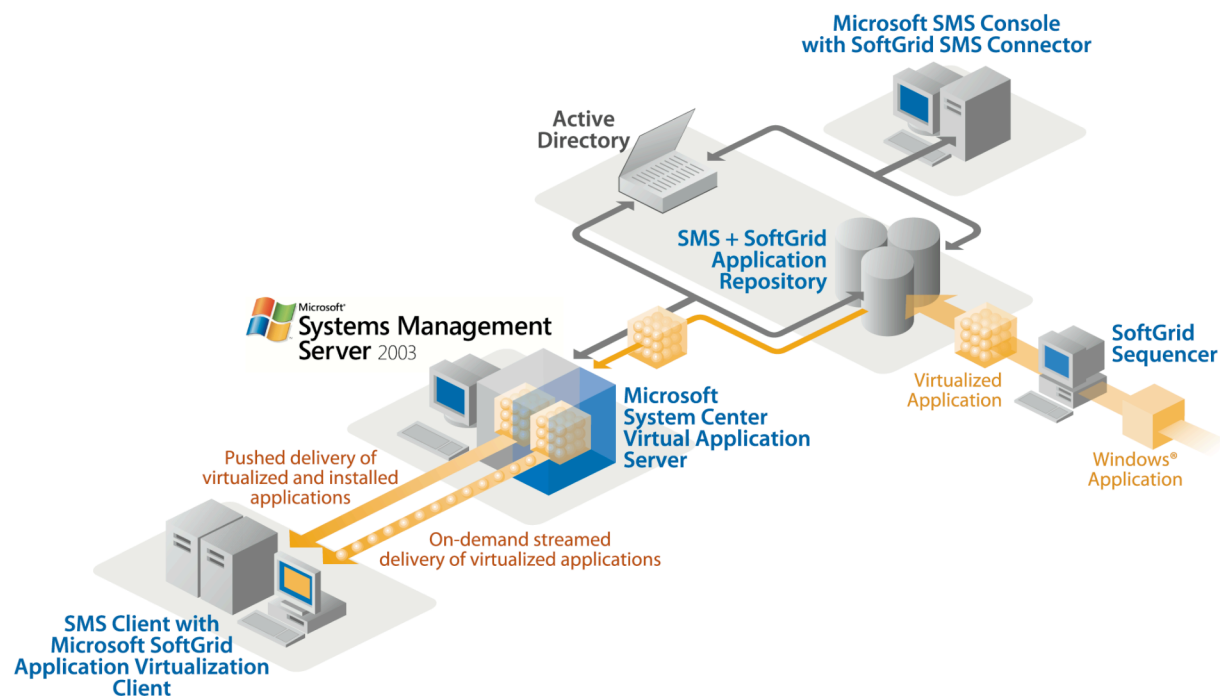 Microsoft SMS Console
with SoftGrid SMS Connector
Active
Directory
SMS + SoftGrid
Application
Repository
Microsoft®
Systems Management
Server 2003
SoftGrid
Sequencer
Virtualized
Application
Windows®
Application
Microsoft
System Center
Virtual Application
Server
Pushed delivery of
virtualized and installed
applications
On-demand streamed
delivery of virtualized applications
SMS Client with
Microsoft SoftGrid
Application Virtualization
Client